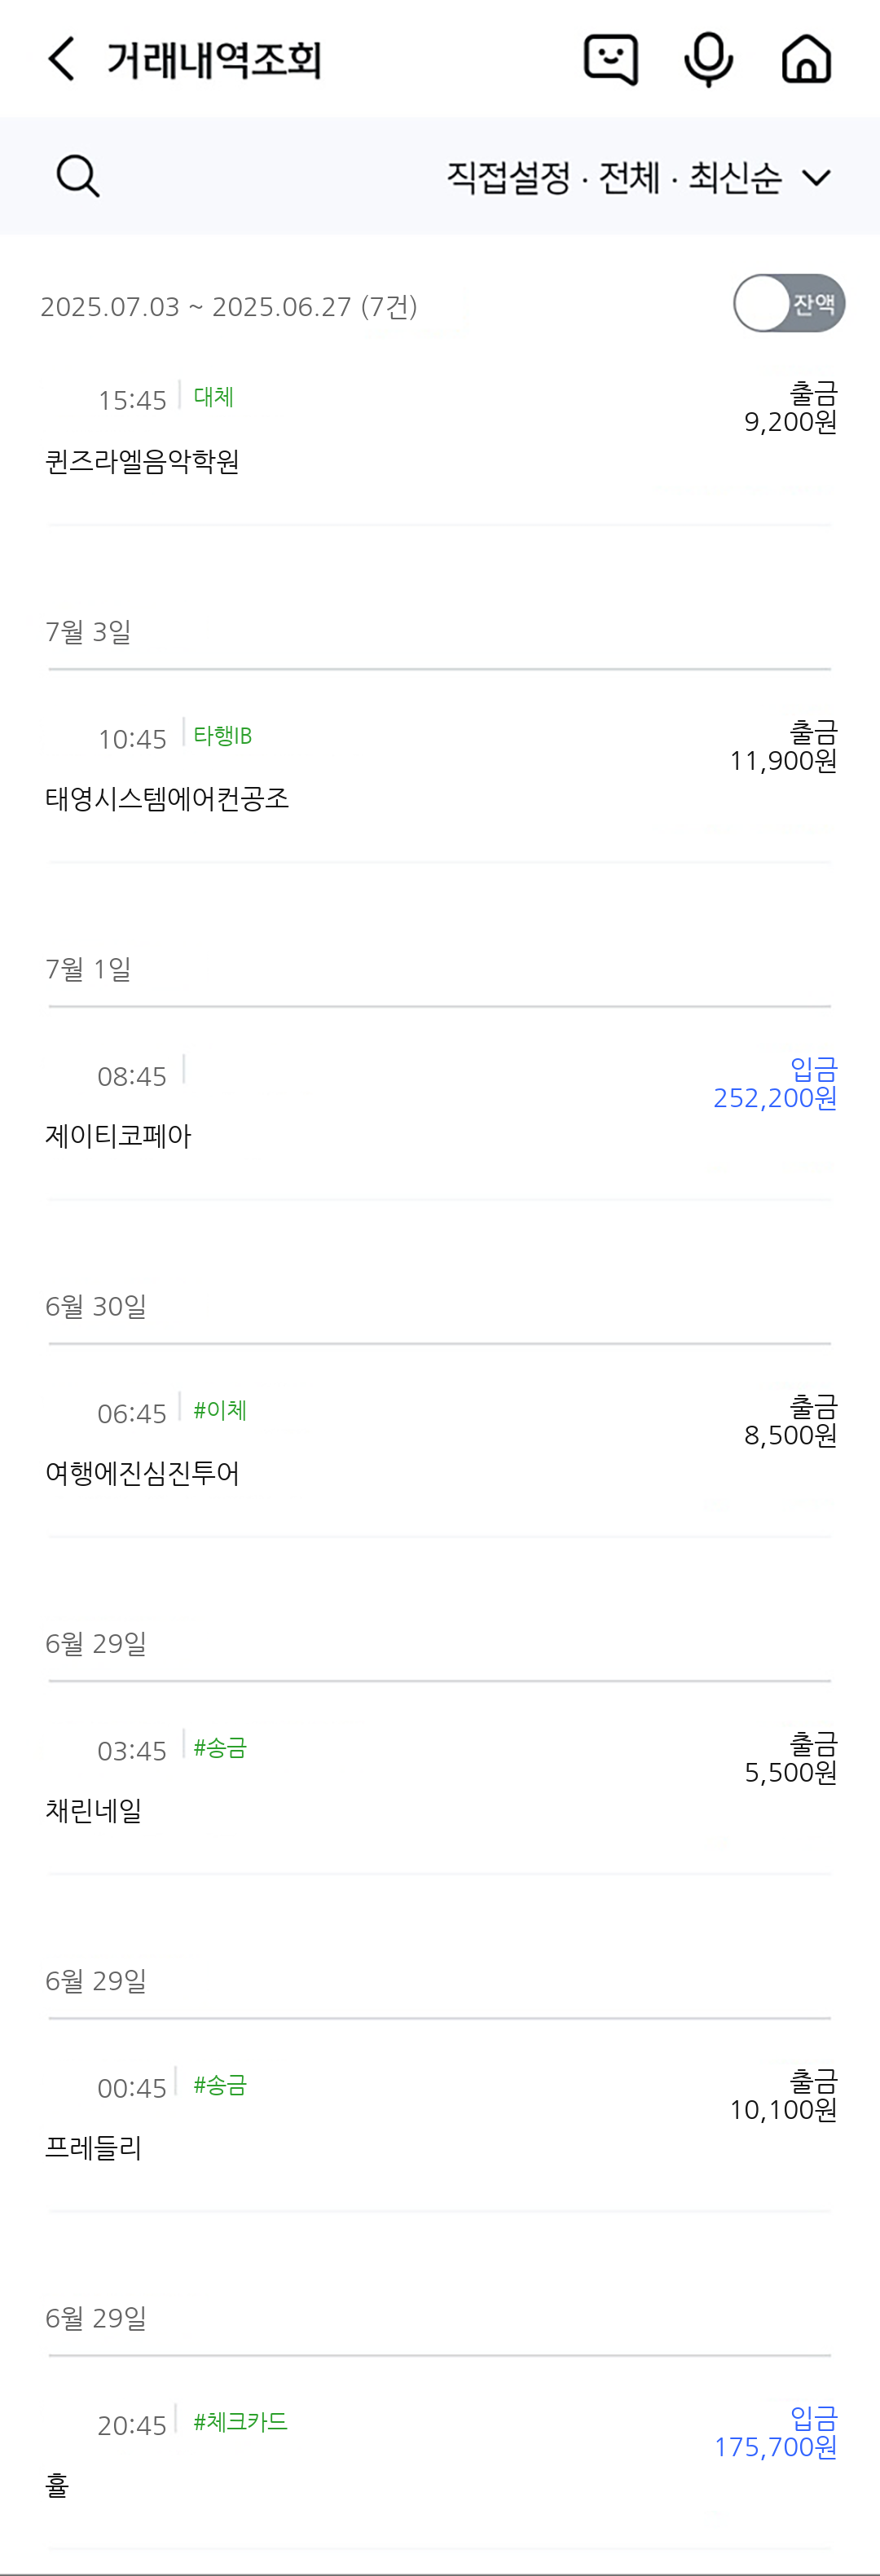 거래내역조회
직접설정 · 전체 · 최신순
2025.07.03 ~ 2025.06.27 (7건)
잔액
15:45 대체
출금
9,200원
퀸즈라엘음악학원
7월 3일
10:45 타행IB
출금
11,900원
태영시스템에어컨공조
7월 1일
08:45
입금
252,200원
제이티코페아
6월 30일
06:45 #이체
출금
8,500원
여행에진심진투어
6월 29일
03:45 #송금
출금
5,500원
채린네일
6월 29일
00:45 #송금
출금
10,100원
프레들리
6월 29일
20:45 #체크카드
입금
175,700원
휼